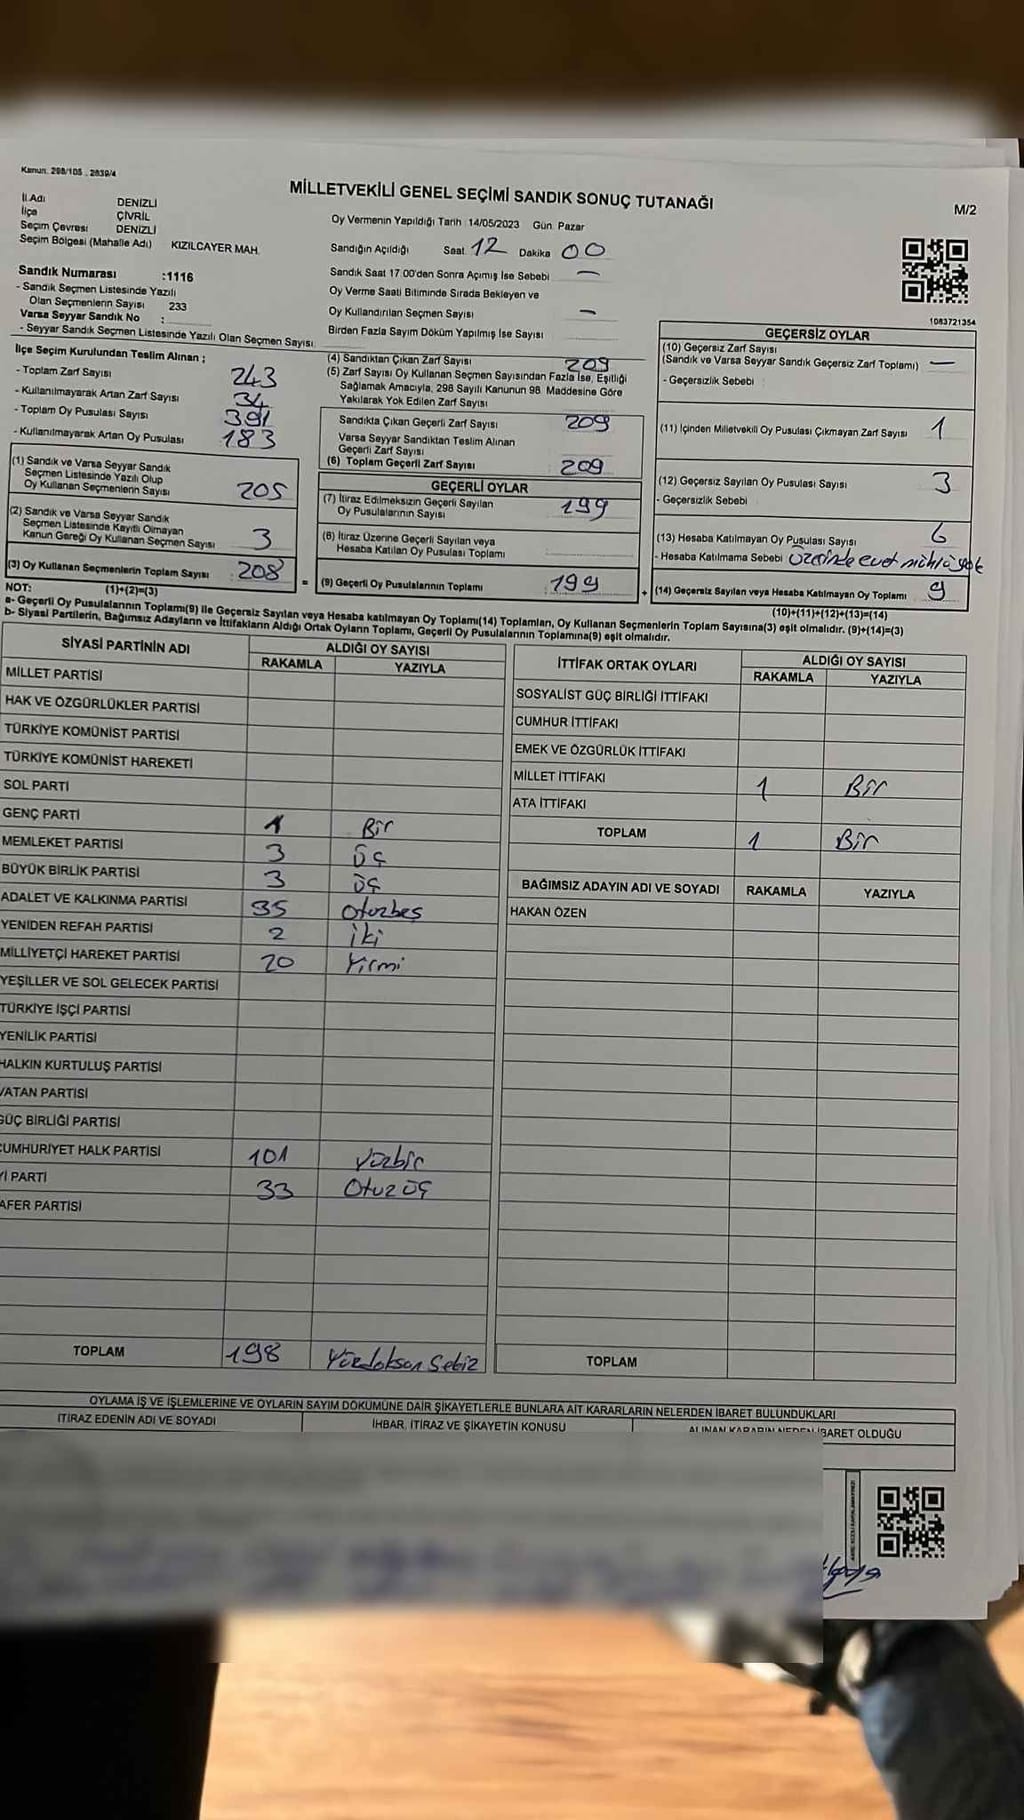 Kanun: 298/105 . 2839/4
MİLLETVEKİLİ GENEL SEÇİMİ SANDIK SONUÇ TUTANAĞI
M/2
İl Adı DENİZLİ
İlçe ÇİVRİL
Seçim Çevresi DENİZLİ
Seçim Bölgesi (Mahalle Adı) KIZILCAYER MAH.
Oy Vermenin Yapıldığı Tarih : 14/05/2023 Gün: Pazar
Sandığın Açıldığı Saat: 12 Dakika 00
Sandık Saat 17:00'den Sonra Açımış İse Sebebi —
Oy Verme Saati Bitiminde Sırada Bekleyen ve
Oy Kullandırılan Seçmen Sayısı —
Birden Fazla Sayım Döküm Yapılmış İse Sayısı
1083721354
Sandık Numarası :1116
- Sandık Seçmen Listesinde Yazılı
Olan Seçmenlerin Sayısı 233
Varsa Seyyar Sandık No :
- Seyyar Sandık Seçmen Listesinde Yazılı Olan Seçmen Sayısı:
İlçe Seçim Kurulundan Teslim Alınan ;
- Toplam Zarf Sayısı 243
- Kullanılmayarak Artan Zarf Sayısı 34
- Toplam Oy Pusulası Sayısı 391
- Kullanılmayarak Artan Oy Pusulası 183
(1) Sandık ve Varsa Seyyar Sandık
Seçmen Listesinde Yazılı Olup
Oy Kullanan Seçmenlerin Sayısı 205
(2) Sandık ve Varsa Seyyar Sandık
Seçmen Listesinde Kayıtlı Olmayan
Kanun Gereği Oy Kullanan Seçmen Sayısı 3
(3) Oy Kullanan Seçmenlerin Toplam Sayısı 208 =
(1)+(2)=(3)
(4) Sandıktan Çıkan Zarf Sayısı 209
(5) Zarf Sayısı Oy Kullanan Seçmen Sayısından Fazla İse, Eşitliği
Sağlamak Amacıyla, 298 Sayılı Kanunun 98. Maddesine Göre
Yakılarak Yok Edilen Zarf Sayısı
Sandıkta Çıkan Geçerli Zarf Sayısı 209
Varsa Seyyar Sandıktan Teslim Alınan
Geçerli Zarf Sayısı
(6) Toplam Geçerli Zarf Sayısı 209
GEÇERLİ OYLAR
(7) İtiraz Edilmeksizin Geçerli Sayılan
Oy Pusulalarının Sayısı 199
(8) İtiraz Üzerine Geçerli Sayılan veya
Hesaba Katılan Oy Pusulası Toplamı
(9) Geçerli Oy Pusulalarının Toplamı 199 +
GEÇERSİZ OYLAR
(10) Geçersiz Zarf Sayısı
(Sandık ve Varsa Seyyar Sandık Geçersiz Zarf Toplamı) —
- Geçersizlik Sebebi :
(11) İçinden Milletvekili Oy Pusulası Çıkmayan Zarf Sayısı 1
(12) Geçersiz Sayılan Oy Pusulası Sayısı 3
- Geçersizlik Sebebi
(13) Hesaba Katılmayan Oy Pusulası Sayısı 6
- Hesaba Katılmama Sebebi Üzerinde evet mührü yok
(14) Geçersiz Sayılan veya Hesaba Katılmayan Oy Toplamı 9
(10)+(11)+(12)+(13)=(14)
NOT:
a- Geçerli Oy Pusulalarının Toplamı(9) ile Geçersiz Sayılan veya Hesaba katılmayan Oy Toplamı(14) Toplamları, Oy Kullanan Seçmenlerin Toplam Sayısına(3) eşit olmalıdır. (9)+(14)=(3)
b- Siyasi Partilerin, Bağımsız Adayların ve İttifakların Aldığı Ortak Oyların Toplamı, Geçerli Oy Pusulalarının Toplamına(9) eşit olmalıdır.
SİYASİ PARTİNİN ADI ALDIĞI OY SAYISI
RAKAMLA YAZIYLA
MİLLET PARTİSİ
HAK VE ÖZGÜRLÜKLER PARTİSİ
TÜRKİYE KOMÜNİST PARTİSİ
TÜRKİYE KOMÜNİST HAREKETİ
SOL PARTİ
GENÇ PARTİ 1 Bir
MEMLEKET PARTİSİ 3 üç
BÜYÜK BİRLİK PARTİSİ 3 üç
ADALET VE KALKINMA PARTİSİ 35 Otuzbeş
YENİDEN REFAH PARTİSİ 2 İki
MİLLİYETÇİ HAREKET PARTİSİ 20 Yirmi
YEŞİLLER VE SOL GELECEK PARTİSİ
TÜRKİYE İŞÇİ PARTİSİ
YENİLİK PARTİSİ
HALKIN KURTULUŞ PARTİSİ
VATAN PARTİSİ
GÜÇ BİRLİĞİ PARTİSİ
CUMHURİYET HALK PARTİSİ 101 Yüzbir
Yİ PARTİ 33 Otuzüç
AFER PARTİSİ
TOPLAM 198 Yüzdoksan Sekiz
İTTİFAK ORTAK OYLARI ALDIĞI OY SAYISI
RAKAMLA YAZIYLA
SOSYALİST GÜÇ BİRLİĞİ İTTİFAKI
CUMHUR İTTİFAKI
EMEK VE ÖZGÜRLÜK İTTİFAKI
MİLLET İTTİFAKI 1 Bir
ATA İTTİFAKI
TOPLAM 1 Bir
BAĞIMSIZ ADAYIN ADI VE SOYADI RAKAMLA YAZIYLA
HAKAN ÖZEN
TOPLAM
OYLAMA İŞ VE İŞLEMLERİNE VE OYLARIN SAYIM DÖKÜMÜNE DAİR ŞİKAYETLERLE BUNLARA AİT KARARLARIN NELERDEN İBARET BULUNDUKLARI
İTİRAZ EDENİN ADI VE SOYADI İHBAR, İTİRAZ VE ŞİKAYETİN KONUSU ALINAN KARARIN NEDEN İBARET OLDUĞU